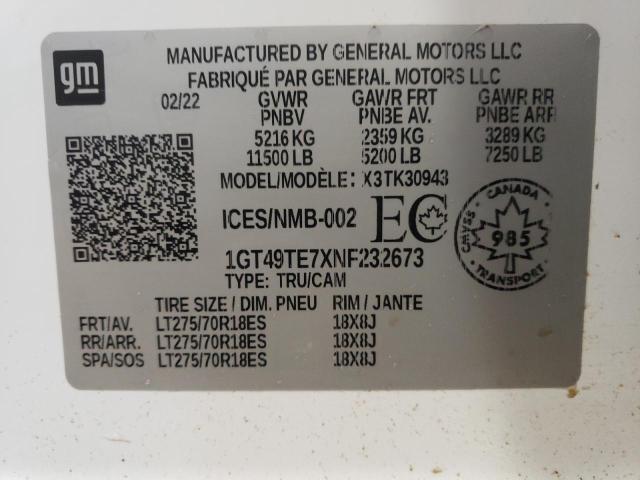 gm
MANUFACTURED BY GENERAL MOTORS LLC
FABRIQUÉ PAR GENERAL MOTORS LLC
02/22 GVWR GAWR FRT GAWR RR
PNBV PNBE AV. PNBE ARR
5216 KG 2359 KG 3289 KG
11500 LB 5200 LB 7250 LB
MODEL/MODÈLE: X3TK30943
ICES/NMB-002 EC
CANADA
CMVSS 985 NSVAC
TRANSPORT
1GT49TE7XNF232673
TYPE: TRU/CAM
TIRE SIZE / DIM. PNEU RIM / JANTE
FRT/AV. LT275/70R18ES 18X8J
RR/ARR. LT275/70R18ES 18X8J
SPA/SOS LT275/70R18ES 18X8J